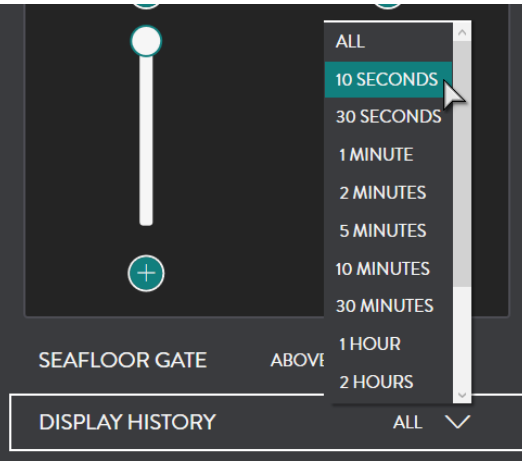 ALL
10 SECONDS
30 SECONDS
1 MINUTE
2 MINUTES
5 MINUTES
10 MINUTES
30 MINUTES
1 HOUR
2 HOURS
SEAFLOOR GATE ABOVE
DISPLAY HISTORY ALL